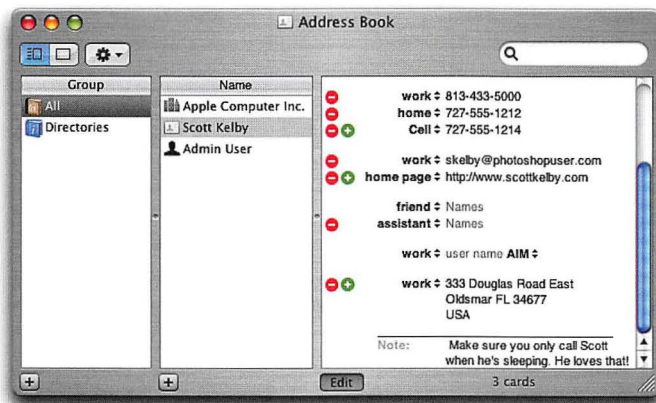 Address Book
Group
All
Directories
Name
Apple Computer Inc.
Scott Kelby
Admin User
work 813-433-5000
home 727-555-1212
Cell 727-555-1214
work skelby@photoshopuser.com
home page http://www.scottkelby.com
friend Names
assistant Names
work user name AIM
work 333 Douglas Road East
Oldsmar FL 34677
USA
Note: Make sure you only call Scott
when he's sleeping. He loves that!
Edit
3 cards